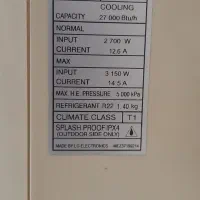 COOLING
CAPACITY 27 000 Btu/h
NORMAL
INPUT 2 700 W
CURRENT 12.6 A
MAX
INPUT 3 150 W
CURRENT 14.5 A
MAX. H.E. PRESSURE 5 000 kPa
REFRIGERANT R22 1.40 kg
CLIMATE CLASS T1
SPLASH PROOF IPX4
(OUTDOOR SIDE ONLY)
MADE BY LG ELECTRONICS